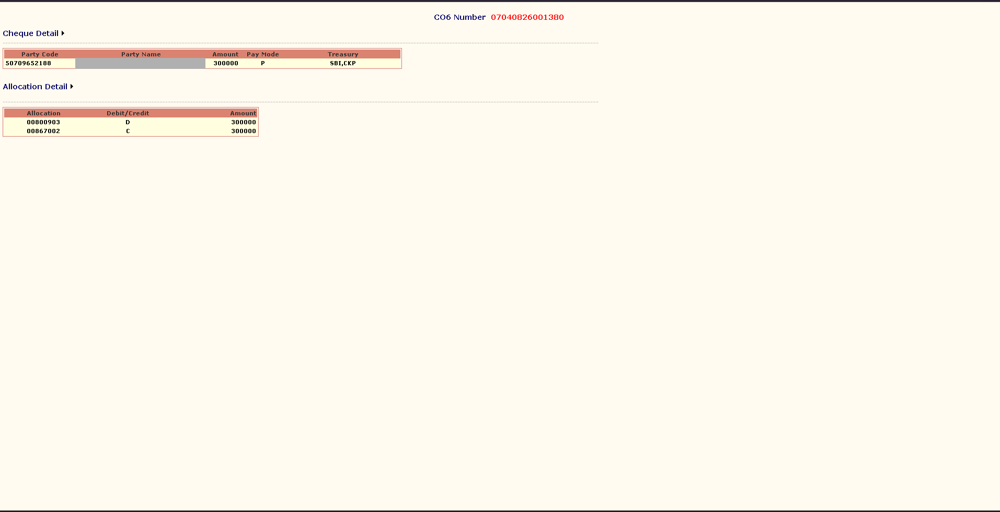 CO6 Number 07040826001380
Cheque Detail
Party Code Party Name Amount Pay Mode Treasury
50709652188 300000 P SBI,CKP
Allocation Detail
Allocation Debit/Credit Amount
00800903 D 300000
00867002 C 300000